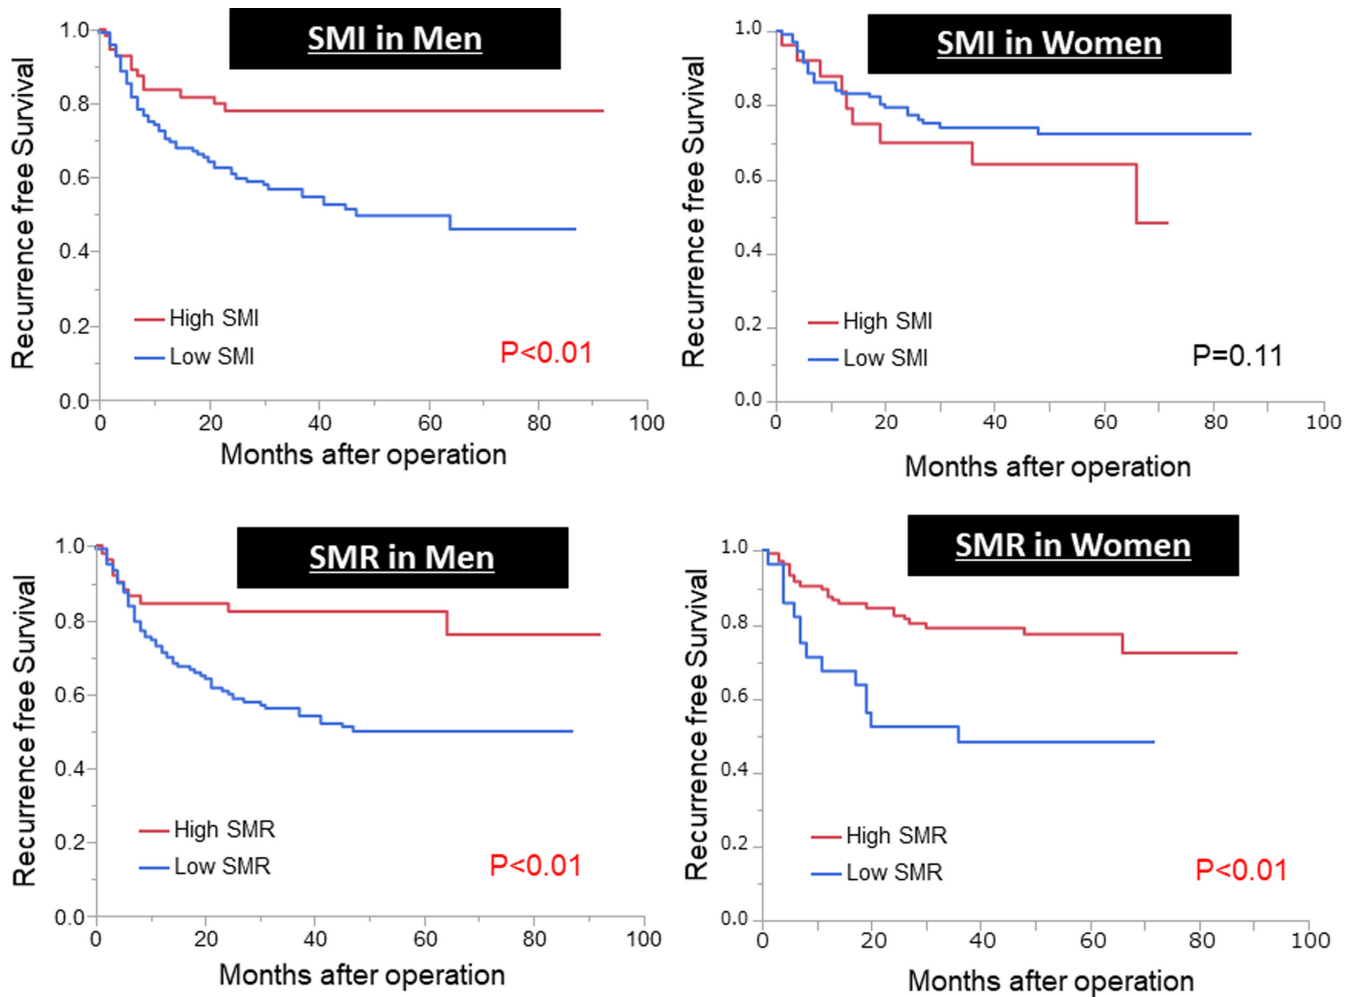 SMI in Men
Recurrence free Survival
1.0
0.8
0.6
0.4
0.2
0.0
High SMI
Low SMI
P<0.01
0 20 40 60 80 100
Months after operation
SMI in Women
Recurrence free Survival
1.0
0.8
0.6
0.4
0.2
0.0
High SMI
Low SMI
P=0.11
0 20 40 60 80 100
Months after operation
SMR in Men
Recurrence free Survival
1.0
0.8
0.6
0.4
0.2
0.0
High SMR
Low SMR
P<0.01
0 20 40 60 80 100
Months after operation
SMR in Women
Recurrence free Survival
1.0
0.8
0.6
0.4
0.2
0.0
High SMR
Low SMR
P<0.01
0 20 40 60 80 100
Months after operation